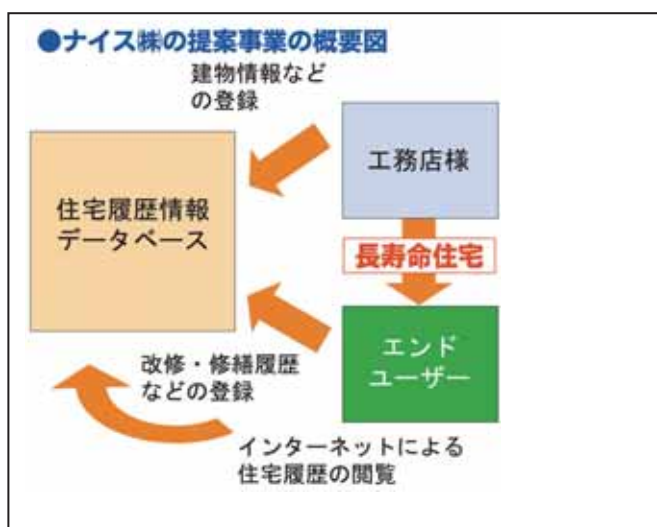 ●ナイス㈱の提案事業の概要図
建物情報など
の登録
工務店様
住宅履歴情報
データベース
長寿命住宅
エンド
ユーザー
改修・修繕履歴
などの登録
インターネットによる
住宅履歴の閲覧